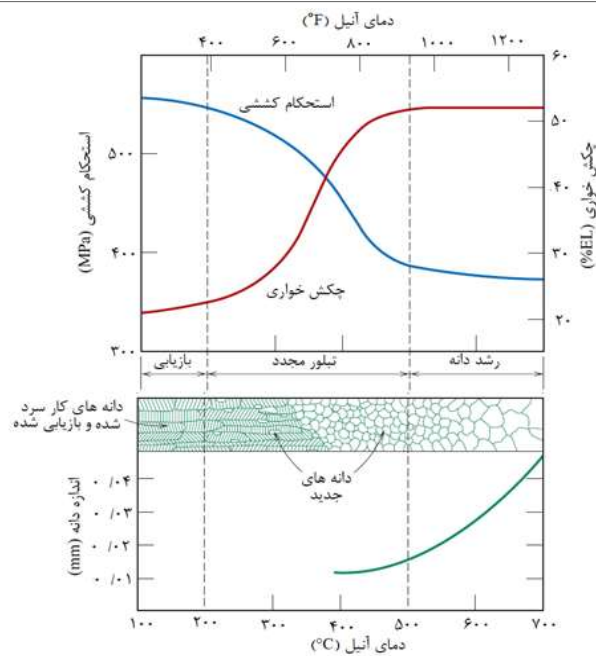 دمای آنیل (°F)
۴۰۰ ۶۰۰ ۸۰۰ ۱۰۰۰ ۱۲۰۰
استحکام کششی
چکش خواری
استحکام کششی (MPa)
۵۰۰
۴۰۰
۳۰۰
چکش خواری (%EL)
۶۰
۵۰
۴۰
۳۰
۲۰
بازیابی
تبلور مجدد
رشد دانه
دانه های کار سرد
شده و بازیابی شده
دانه های
جدید
اندازه دانه (mm)
۰/۰۴
۰/۰۳
۰/۰۲
۰/۰۱
۱۰۰ ۲۰۰ ۳۰۰ ۴۰۰ ۵۰۰ ۶۰۰ ۷۰۰
دمای آنیل (°C)